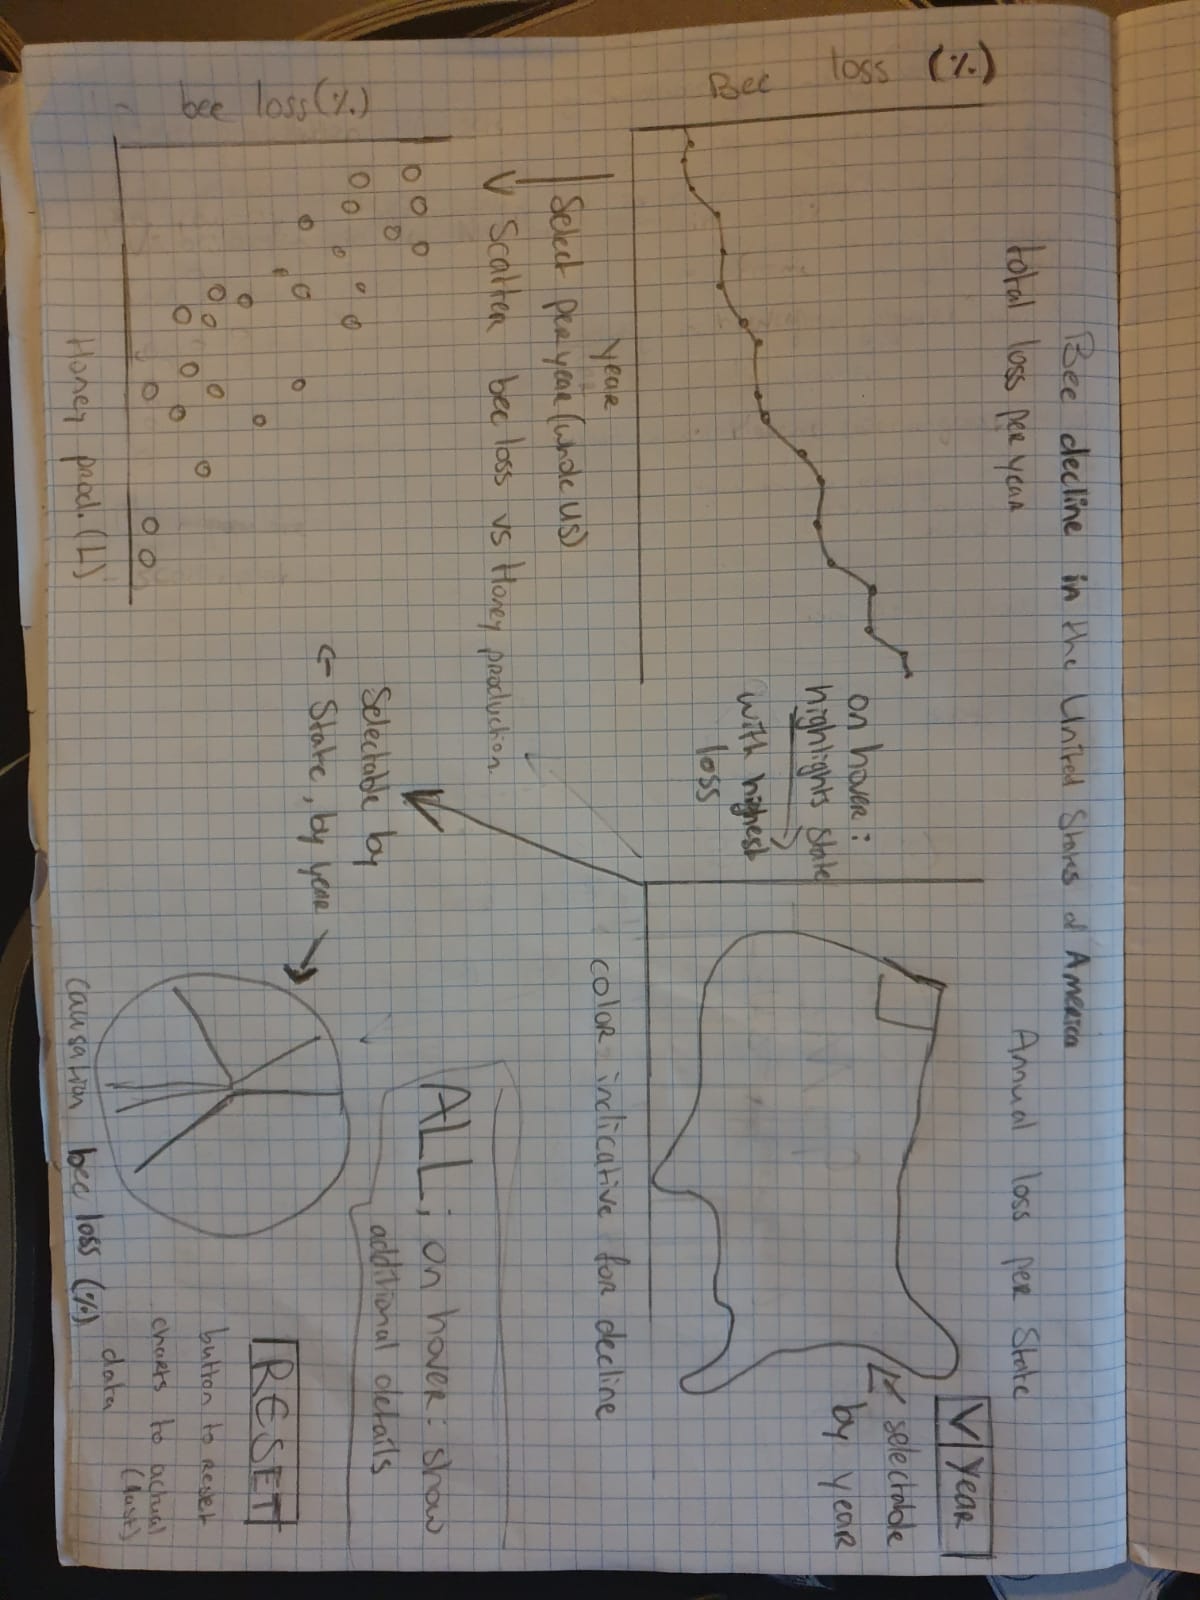 Bee decline in the United States of America
total loss per year
Bee loss (%)
year
on hover:
highlights state
with highest
loss
Annual loss per State
V year
selectable
by year
color indicative for decline
Select per year (whole US)
Scatter bee loss vs Honey production
bee loss (%)
Honey prod. (L)
Selectable by
← State, by year →
ALL; on hover: show
additional details
causation bee loss (%)
RESET
button to revert
charts to actual
(last)
data